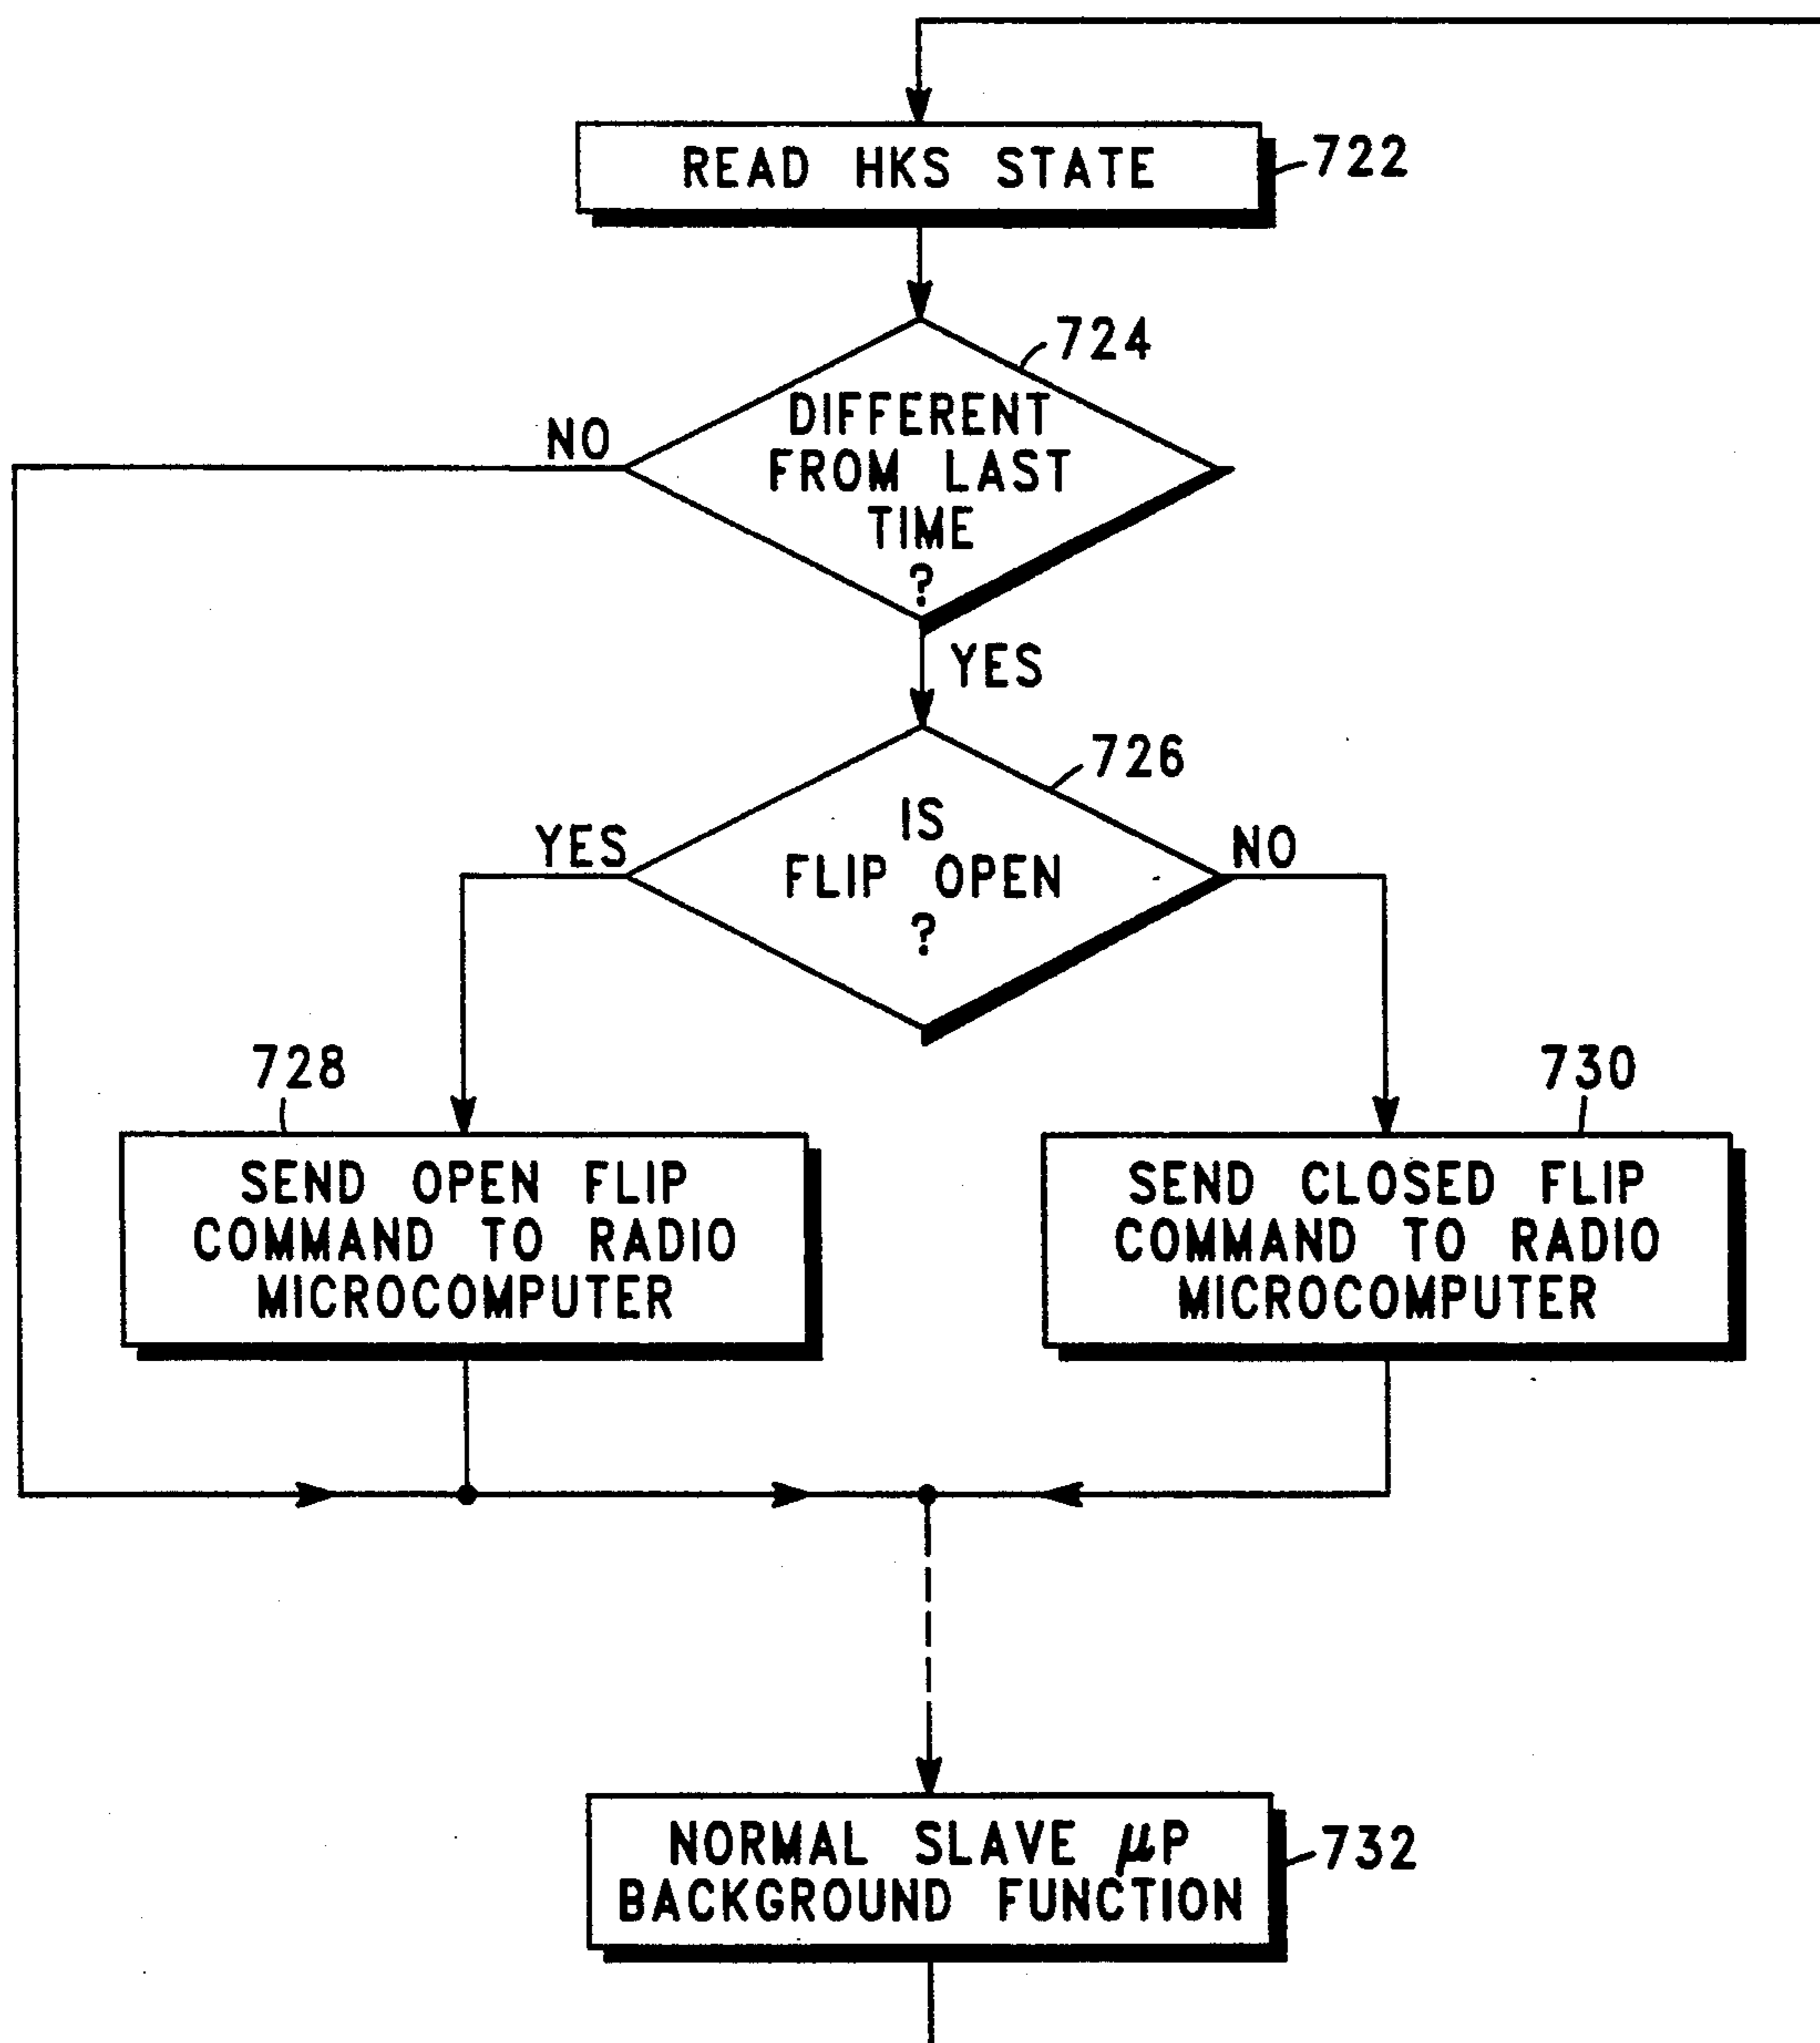 READ HKS STATE
722
724
DIFFERENT
FROM LAST
TIME
?
NO
YES
726
IS
FLIP OPEN
?
YES
NO
728
SEND OPEN FLIP
COMMAND TO RADIO
MICROCOMPUTER
730
SEND CLOSED FLIP
COMMAND TO RADIO
MICROCOMPUTER
NORMAL SLAVE µP
BACKGROUND FUNCTION
732